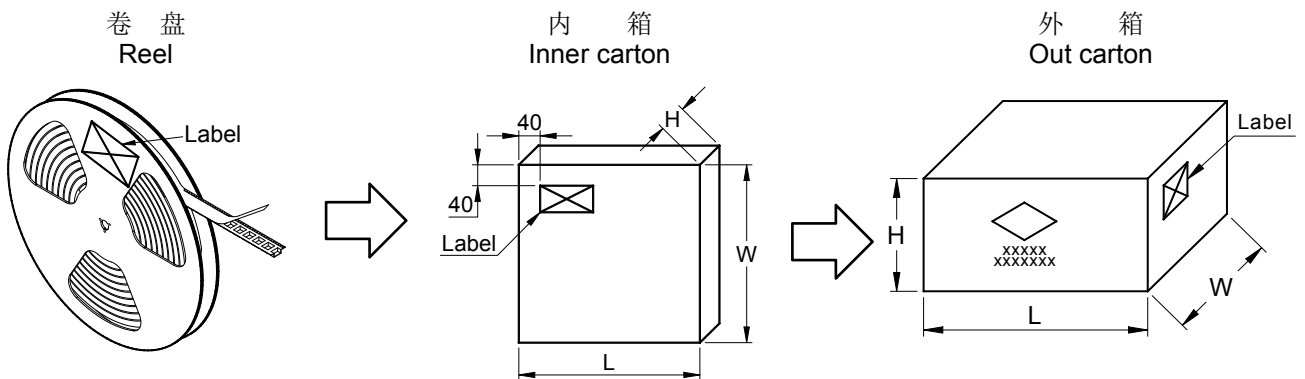 卷 盘
Reel
Label
内 箱
Inner carton
40
H
40
Label
W
L
外 箱
Out carton
Label
H
xxxxx
xxxxxxx
W
L